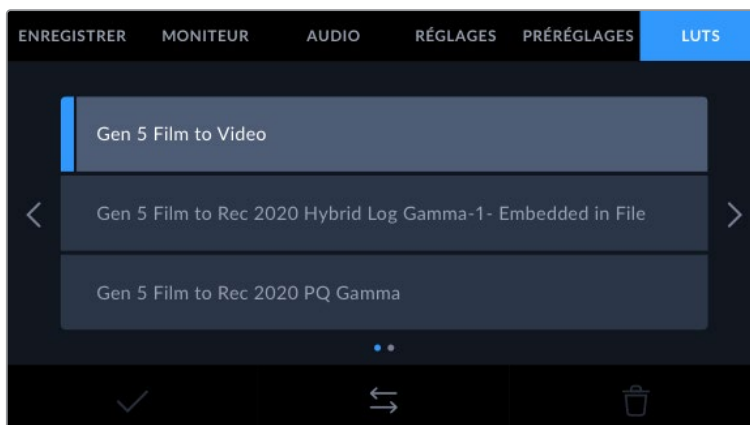 ENREGISTRER MONITEUR AUDIO RÉGLAGES PRÉRÉGLAGES LUTS
Gen 5 Film to Video
Gen 5 Film to Rec 2020 Hybrid Log Gamma-1- Embedded in File
Gen 5 Film to Rec 2020 PQ Gamma